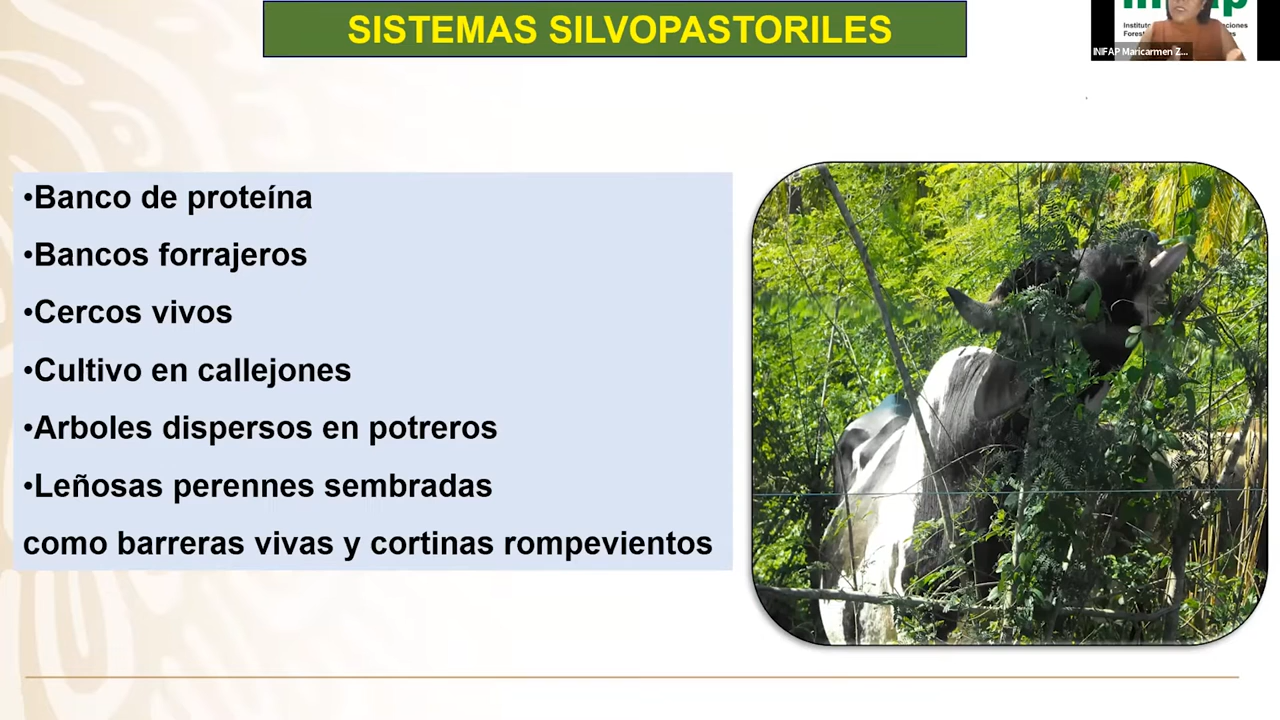 SISTEMAS SILVOPASTORILES
INIFAP Maricarmen Z...
•Banco de proteína
•Bancos forrajeros
•Cercos vivos
•Cultivo en callejones
•Arboles dispersos en potreros
•Leñosas perennes sembradas
como barreras vivas y cortinas rompevientos